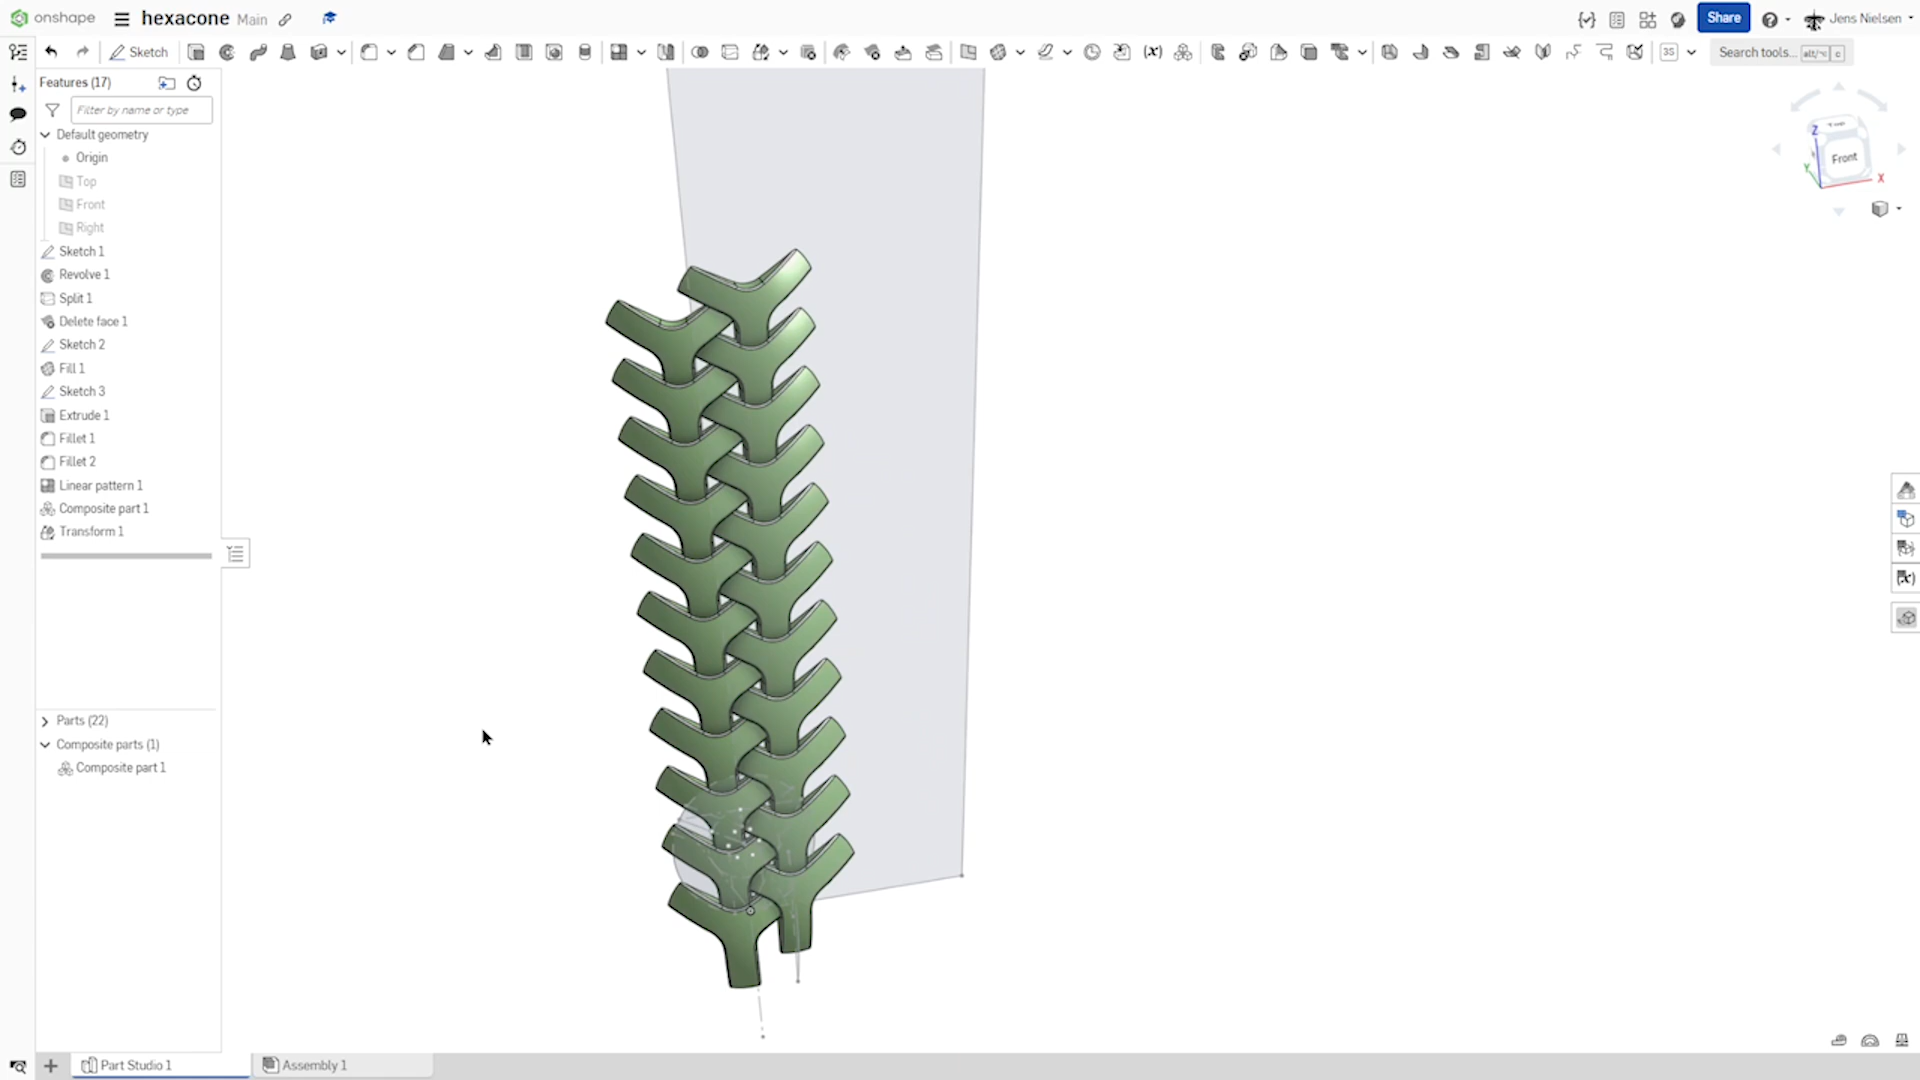 onshape
hexacone Main
Share
Jens Nielsen
Sketch
Search tools... alt/⌥ c
Features (17)
Filter by name or type
Default geometry
Origin
Top
Front
Right
Sketch 1
Revolve 1
Split 1
Delete face 1
Sketch 2
Fill 1
Sketch 3
Extrude 1
Fillet 1
Fillet 2
Linear pattern 1
Composite part 1
Transform 1
Parts (22)
Composite parts (1)
Composite part 1
Z
Front
Y
X
Part Studio 1
Assembly 1